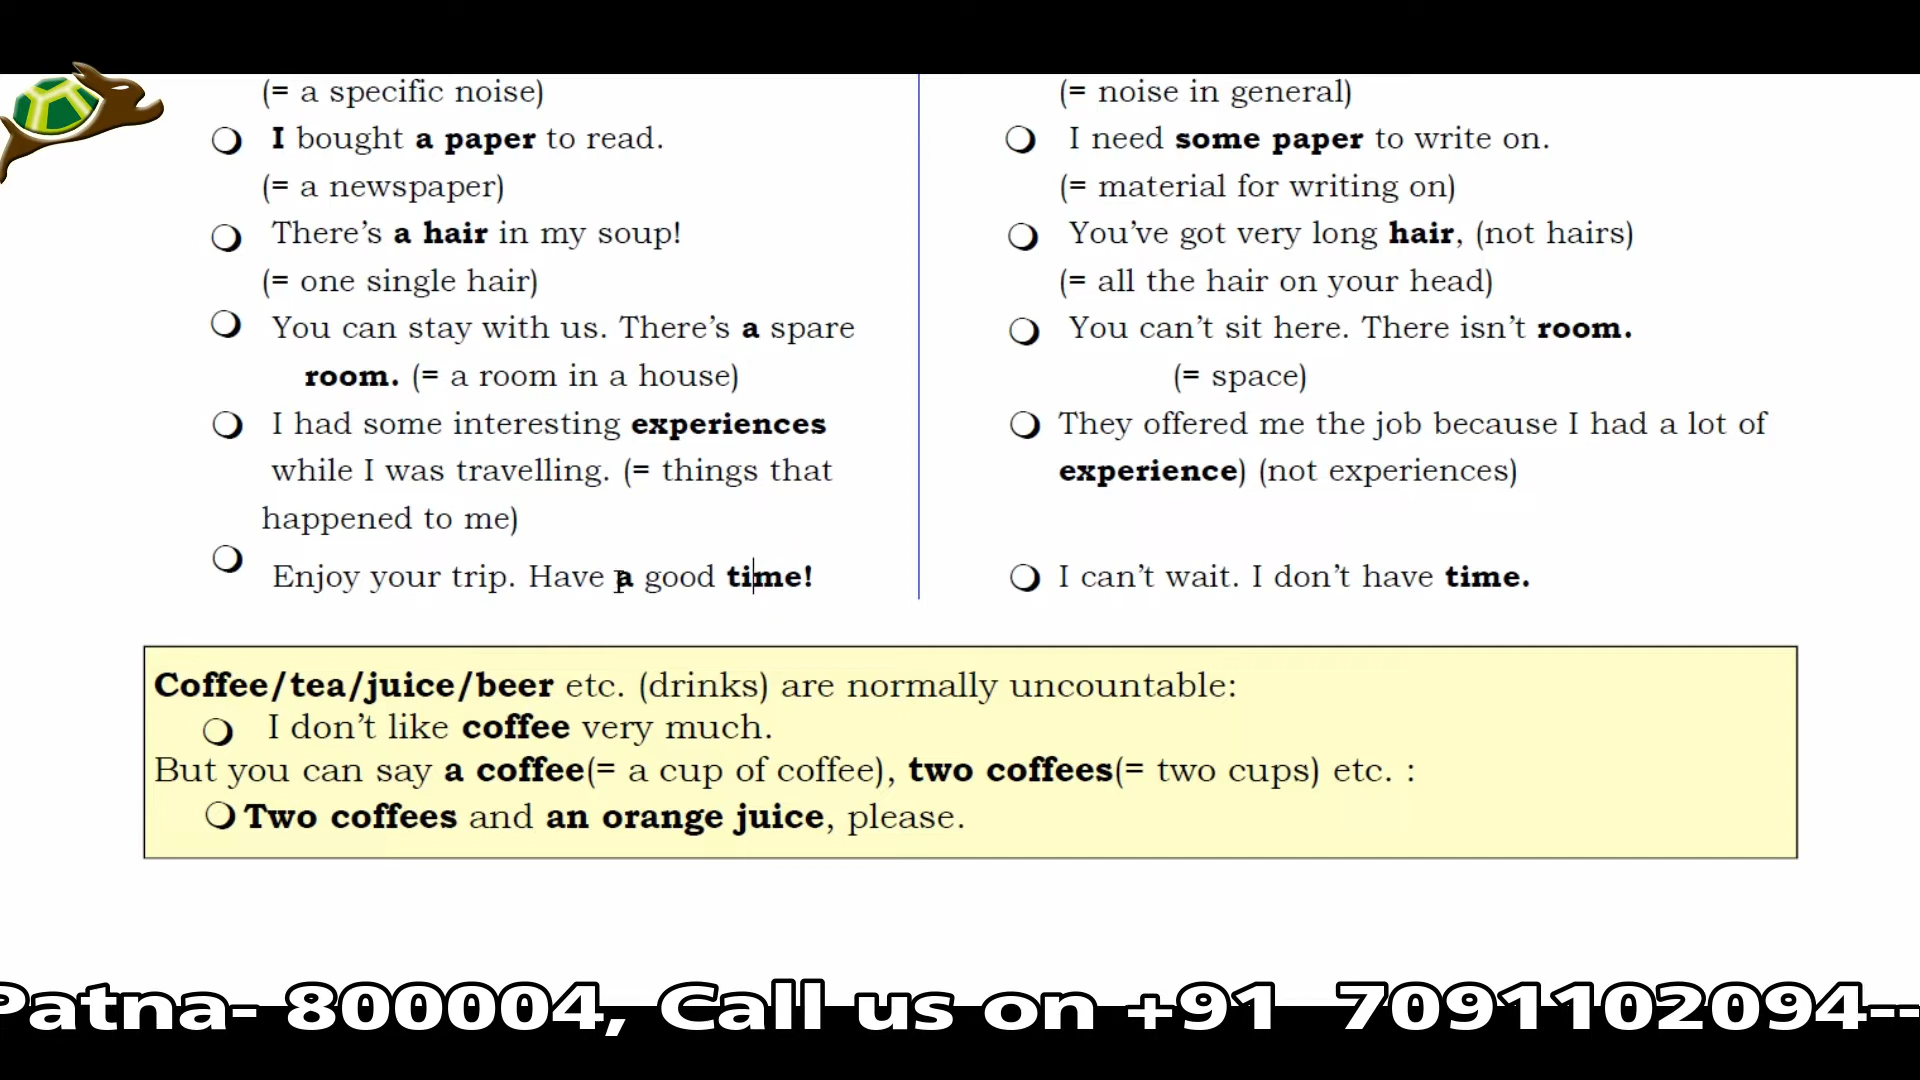 (= a specific noise)
I bought a paper to read.
(= a newspaper)
There's a hair in my soup!
(= one single hair)
You can stay with us. There's a spare
room. (= a room in a house)
I had some interesting experiences
while I was travelling. (= things that
happened to me)
Enjoy your trip. Have a good time!
(= noise in general)
I need some paper to write on.
(= material for writing on)
You've got very long hair, (not hairs)
(= all the hair on your head)
You can't sit here. There isn't room.
(= space)
They offered me the job because I had a lot of
experience) (not experiences)
I can't wait. I don't have time.
Coffee/tea/juice/beer etc. (drinks) are normally uncountable:
I don't like coffee very much.
But you can say a coffee(= a cup of coffee), two coffees(= two cups) etc. :
Two coffees and an orange juice, please.
Patna- 800004, Call us on +91 7091102094--